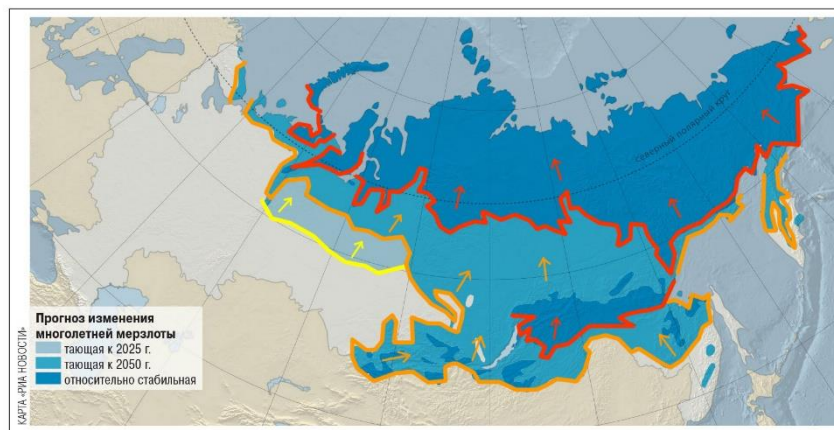 СЕВЕРНЫЙ ПОЛЯРНЫЙ КРУГ
Прогноз изменения
многолетней мерзлоты
тающая к 2025 г.
тающая к 2050 г.
относительно стабильная
КАРТА «РИА НОВОСТИ»